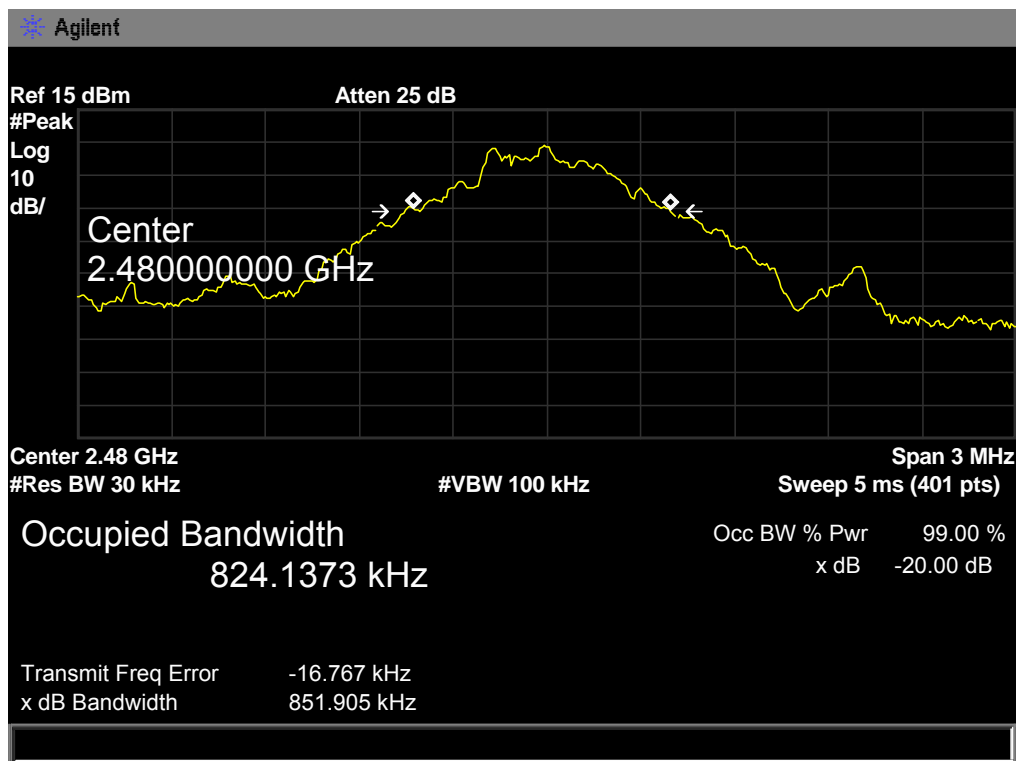 Agilent
Ref 15 dBm Atten 25 dB
#Peak
Log
10
dB/
Center
2.480000000 GHz
Center 2.48 GHz Span 3 MHz
#Res BW 30 kHz #VBW 100 kHz Sweep 5 ms (401 pts)
Occupied Bandwidth Occ BW % Pwr 99.00 %
824.1373 kHz x dB -20.00 dB
Transmit Freq Error -16.767 kHz
x dB Bandwidth 851.905 kHz